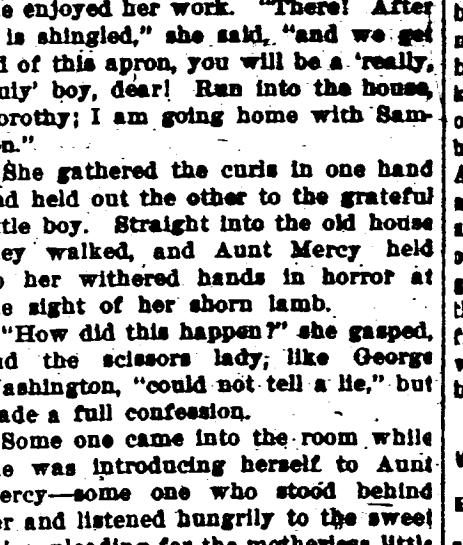 e enjoyed her work. "There! After
is shingled," she said, "and we get
d of this apron, you will be a 'really,
uly' boy, dear! Run into the house,
orothy; I am going home with Sam-
n."
She gathered the curls in one hand
nd held out the other to the grateful
ttle boy. Straight into the old house
ey walked, and Aunt Mercy held
p her withered hands in horror at
e sight of her shorn lamb.
"How did this happen?" she gasped,
nd the scissors lady, like George
ashington, "could not tell a lie," but
ade a full confession.
Some one came into the room while
e was introducing herself to Aunt
ercy—some one who stood behind
er and listened hungrily to the sweet
pleading for the motherless little